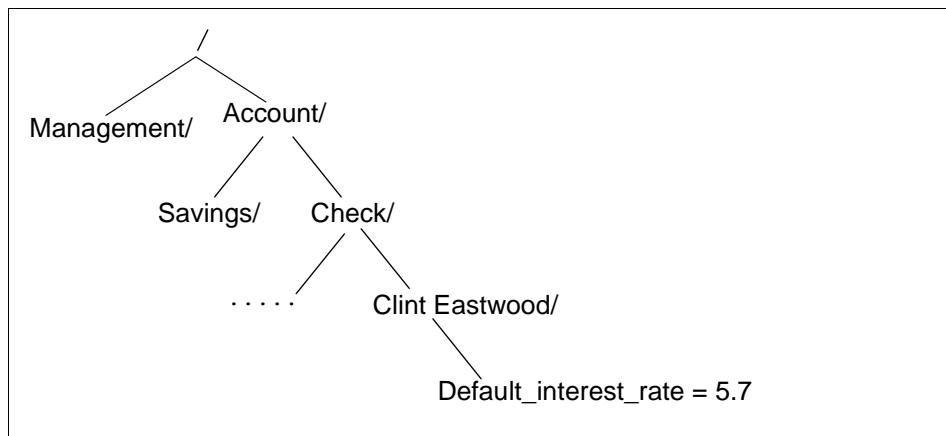 /
Management/
Account/
Savings/
Check/
.....
Clint Eastwood/
Default_interest_rate = 5.7